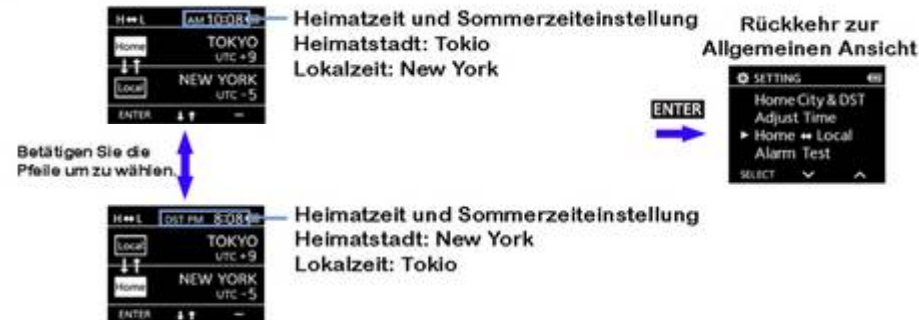 H↔L AM 10:08
Home TOKYO
UTC +9
↓↑
Local NEW YORK
UTC -5
ENTER ↓↑ –
Heimatzeit und Sommerzeiteinstellung
Heimatstadt: Tokio
Lokalzeit: New York
Betätigen Sie die
Pfeile um zu wählen.
H↔L DST PM 8:08
Local TOKYO
UTC +9
↓↑
Home NEW YORK
UTC -5
ENTER ↓↑ –
Heimatzeit und Sommerzeiteinstellung
Heimatstadt: New York
Lokalzeit: Tokio
ENTER
Rückkehr zur
Allgemeinen Ansicht
SETTING
Home City & DST
Adjust Time
► Home ↔ Local
Alarm Test
SELECT